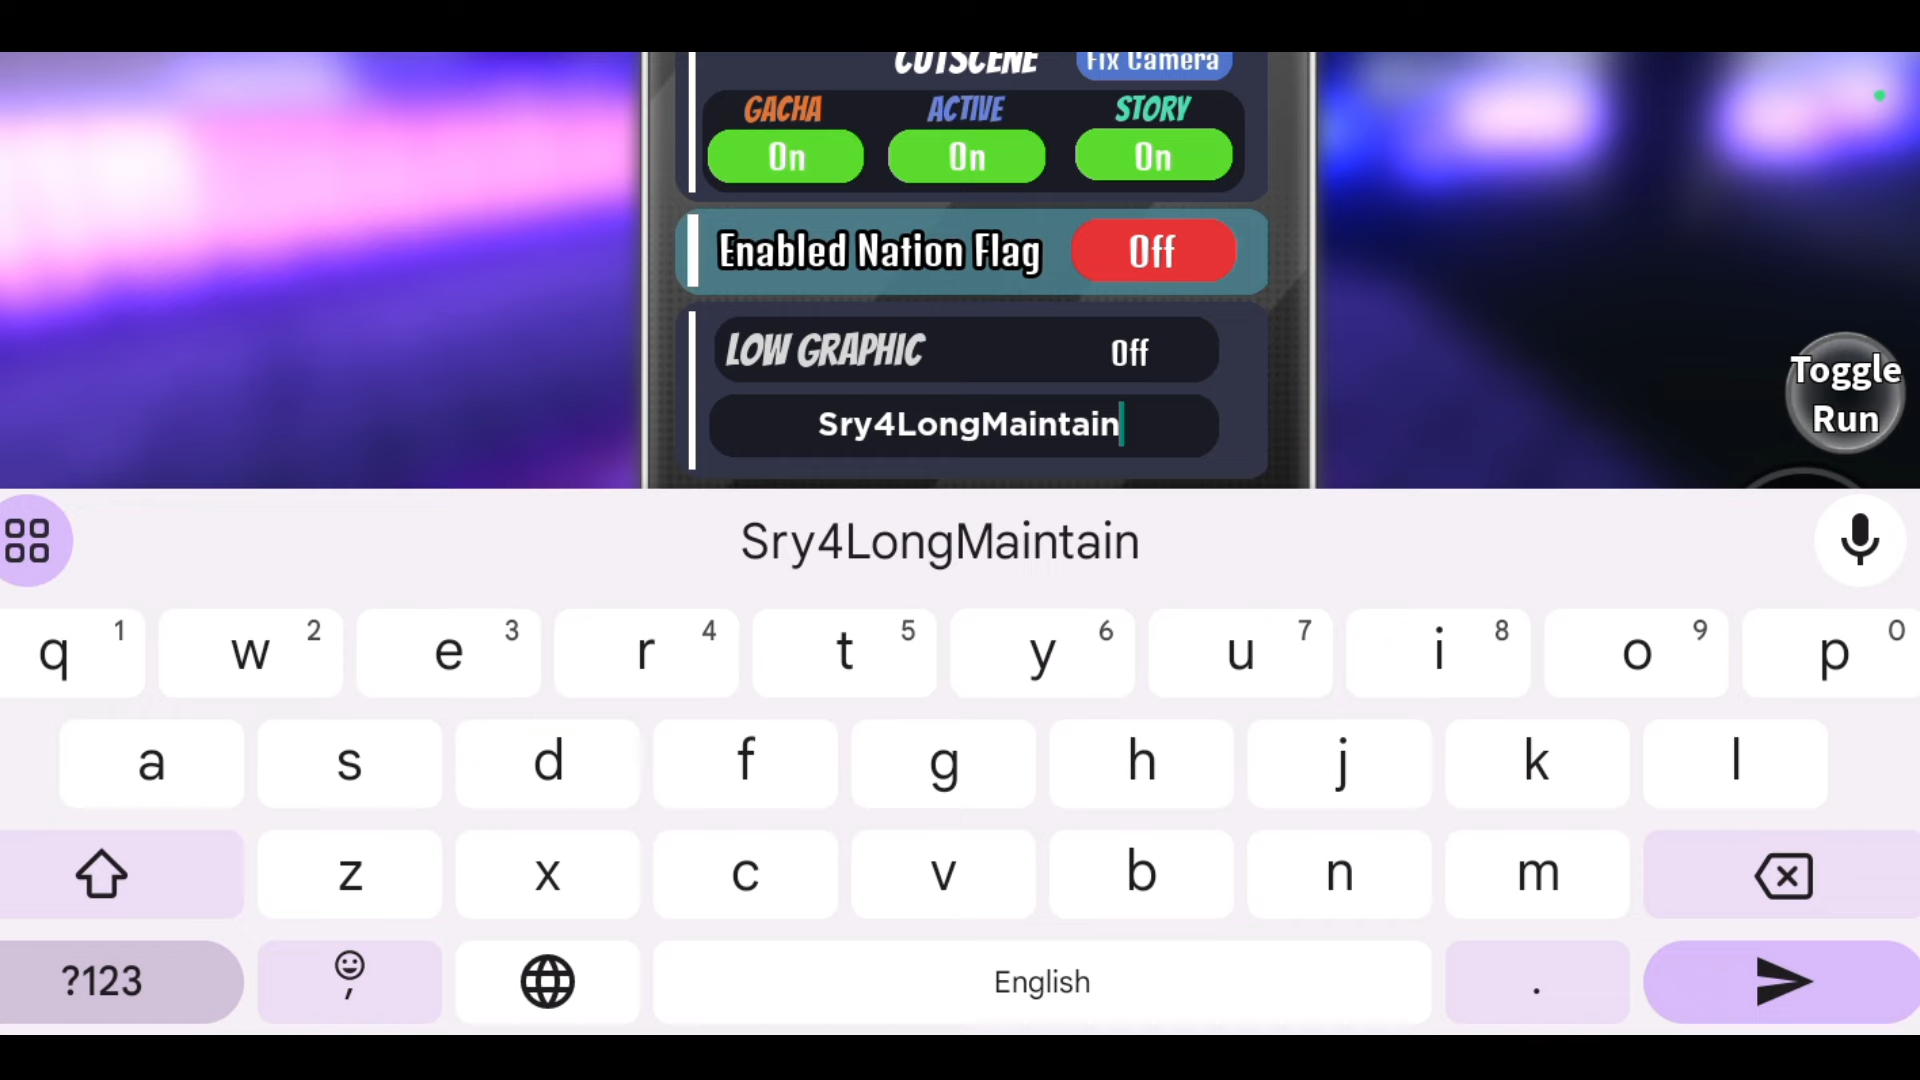 CUTSCENE Fix Camera
GACHA ACTIVE STORY
On On On
Enabled Nation Flag Off
LOW GRAPHIC Off
Toggle
Run
Sry4LongMaintain
Sry4LongMaintain
q 1 w 2 e 3 r 4 t 5 y 6 u 7 i 8 o 9 p 0
a s d f g h j k l
z x c v b n m
?123 , English .